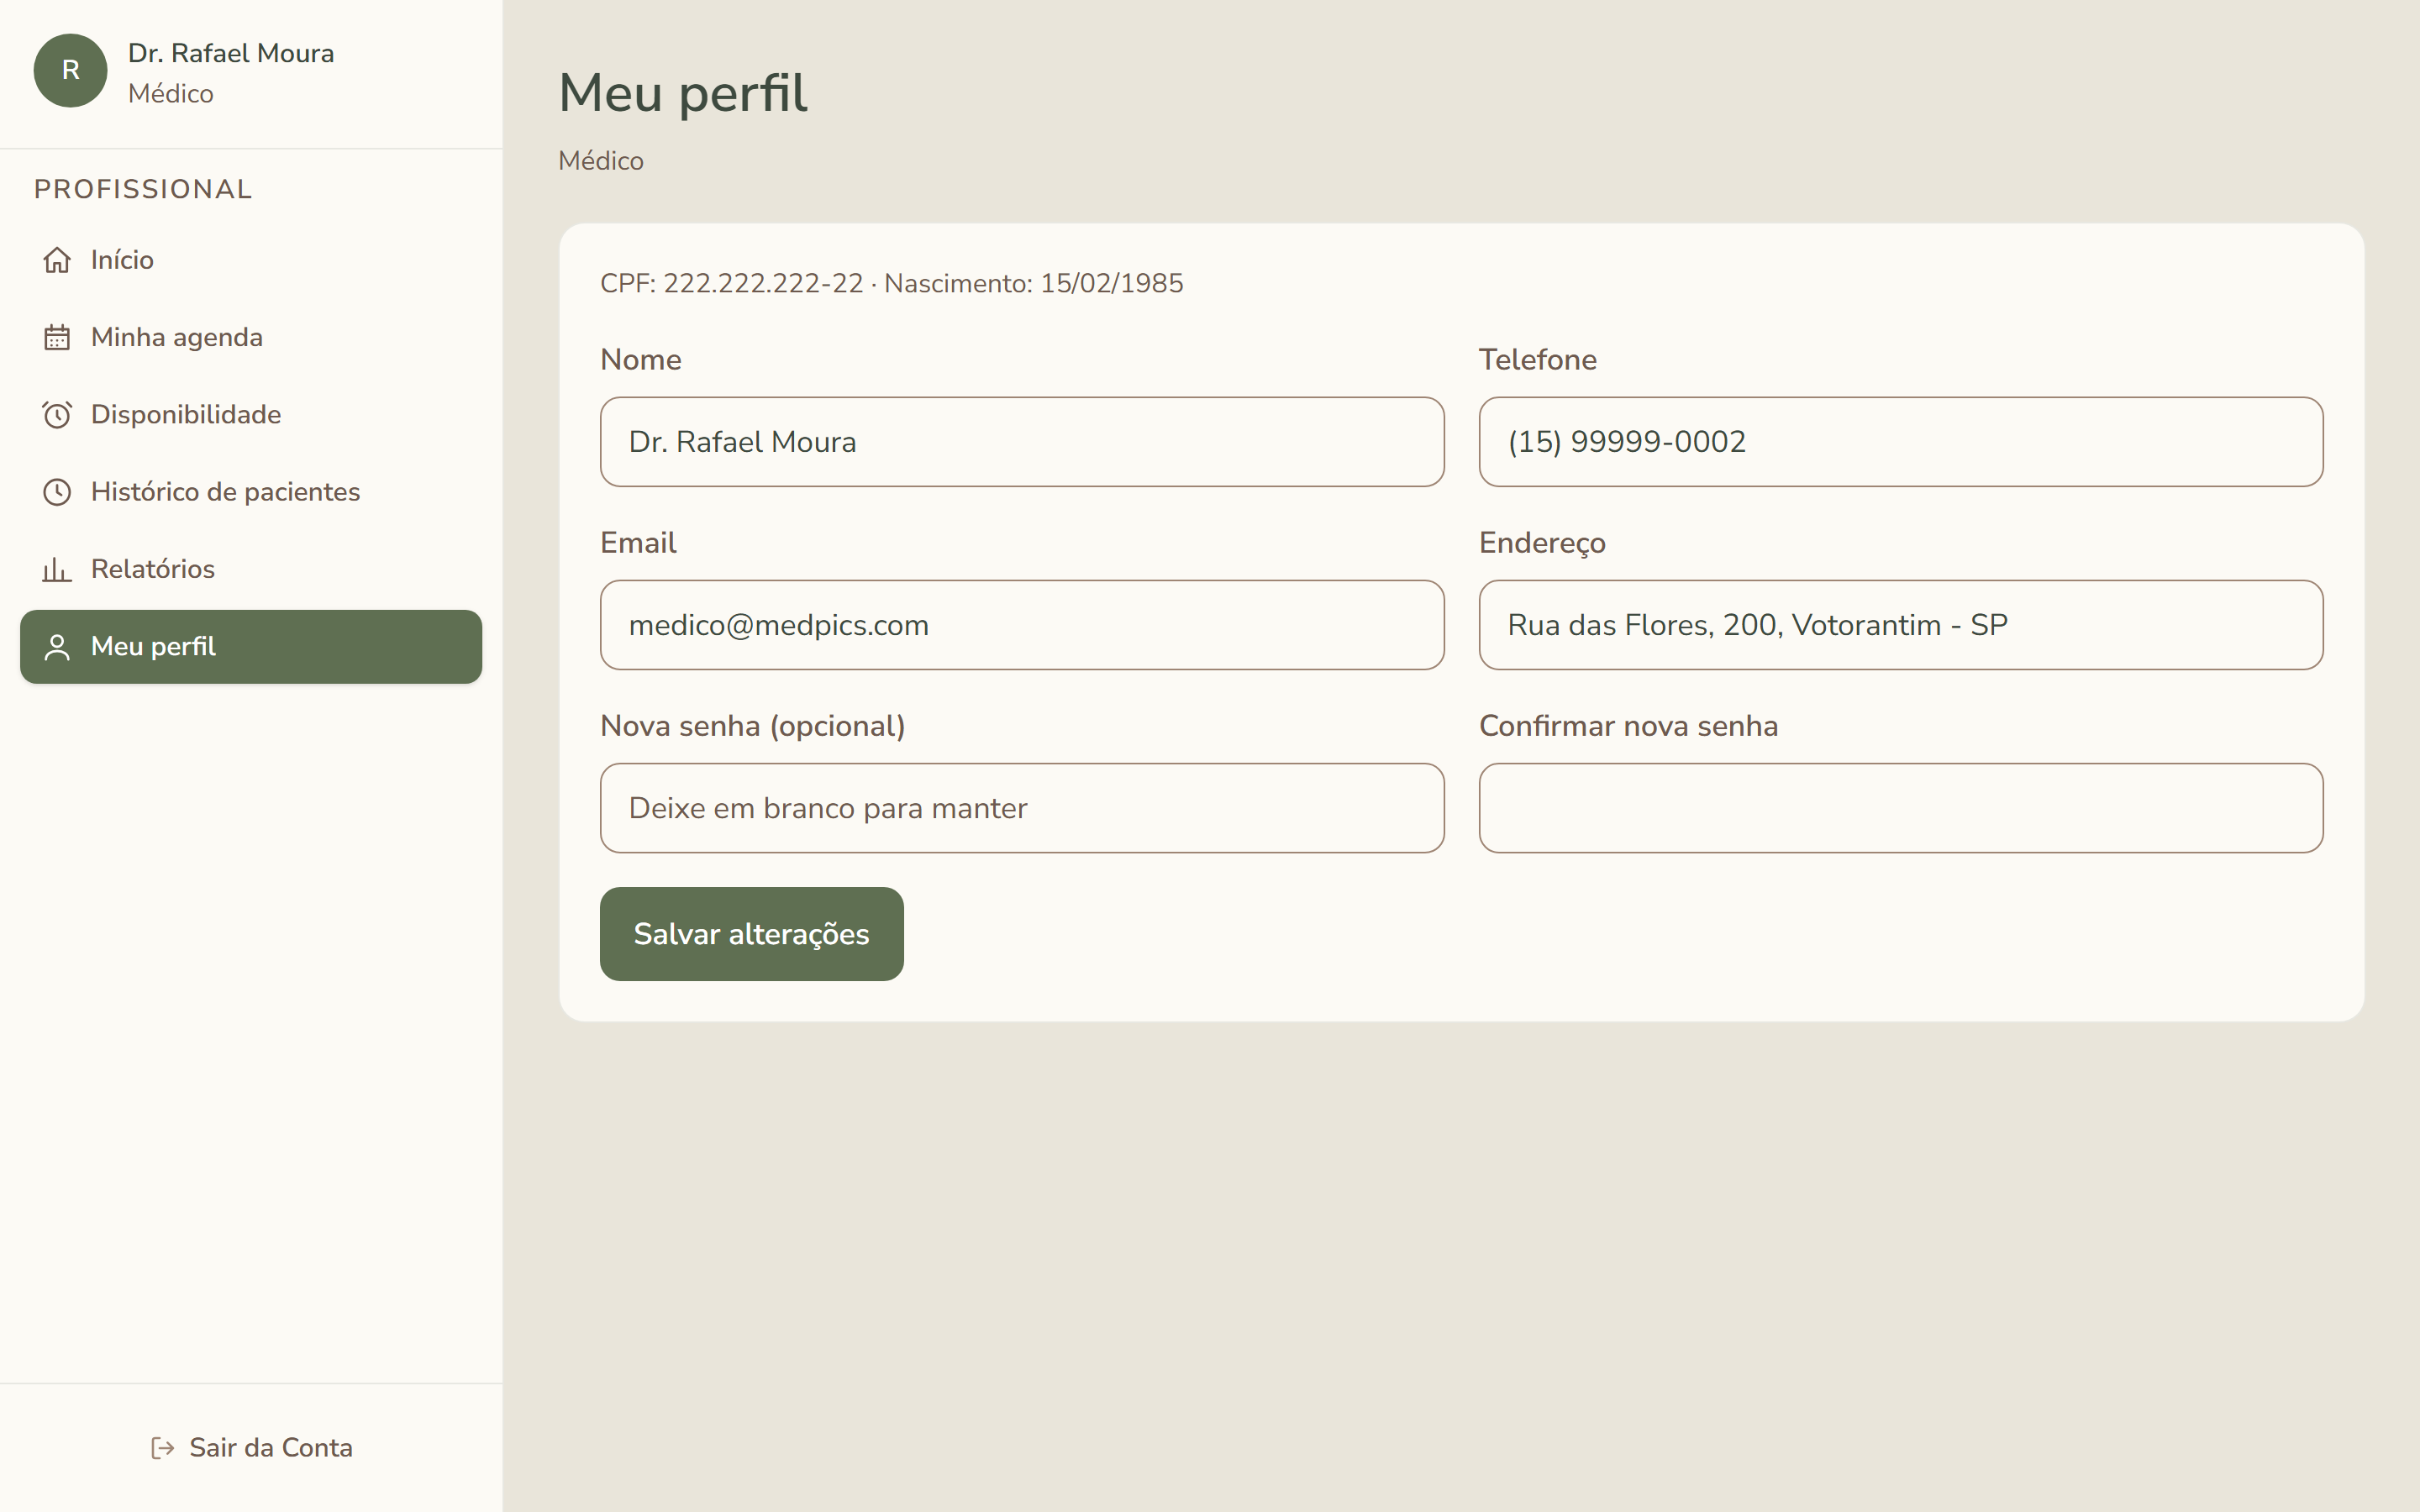 R
Dr. Rafael Moura
Médico
PROFISSIONAL
Início
Minha agenda
Disponibilidade
Histórico de pacientes
Relatórios
Meu perfil
Sair da Conta
Meu perfil
Médico
CPF: 222.222.222-22 · Nascimento: 15/02/1985
Nome
Dr. Rafael Moura
Telefone
(15) 99999-0002
Email
medico@medpics.com
Endereço
Rua das Flores, 200, Votorantim - SP
Nova senha (opcional)
Deixe em branco para manter
Confirmar nova senha
Salvar alterações